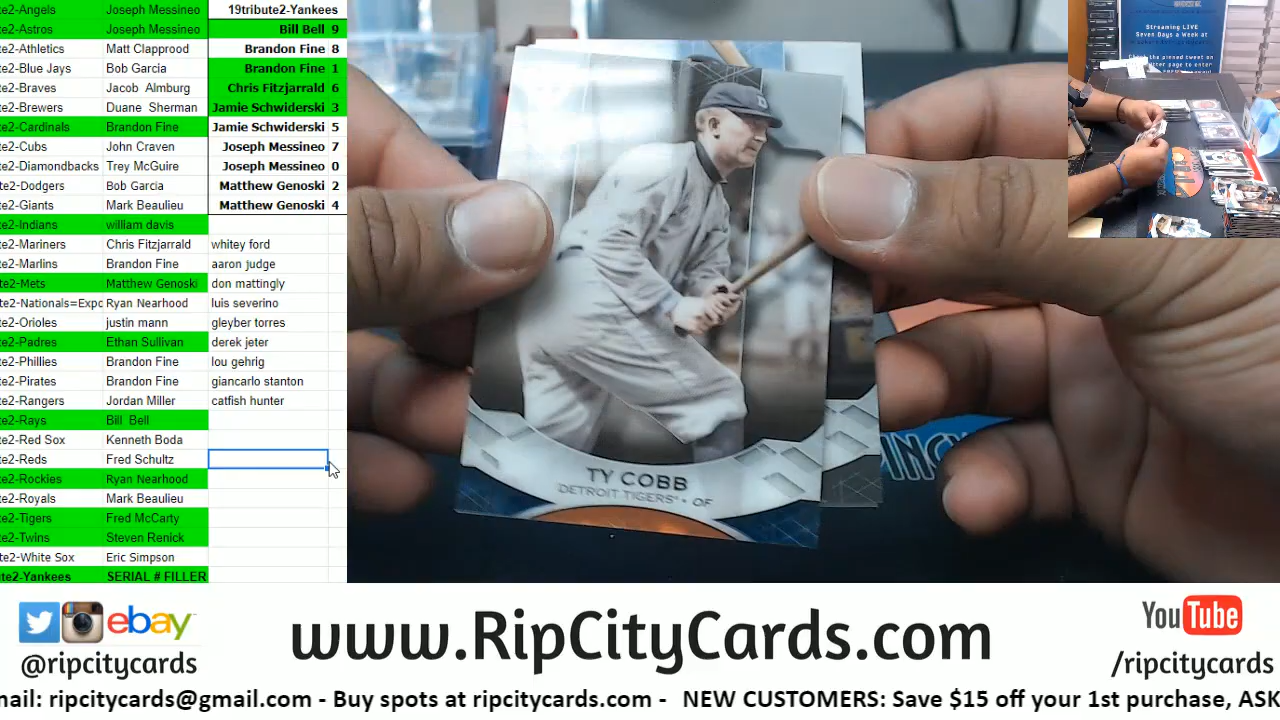 te2-Angels Joseph Messineo 19tribute2-Yankees
te2-Astros Joseph Messineo Bill Bell 9
te2-Athletics Matt Clapprood Brandon Fine 8
te2-Blue Jays Bob Garcia Brandon Fine 1
te2-Braves Jacob Almburg Chris Fitzjarrald 6
te2-Brewers Duane Sherman Jamie Schwiderski 3
te2-Cardinals Brandon Fine Jamie Schwiderski 5
te2-Cubs John Craven Joseph Messineo 7
te2-Diamondbacks Trey McGuire Joseph Messineo 0
te2-Dodgers Bob Garcia Matthew Genoski 2
te2-Giants Mark Beaulieu Matthew Genoski 4
te2-Indians william davis
te2-Mariners Chris Fitzjarrald whitey ford
te2-Marlins Brandon Fine aaron judge
te2-Mets Matthew Genoski don mattingly
te2-Nationals=Expo Ryan Nearhood luis severino
te2-Orioles justin mann gleyber torres
te2-Padres Ethan Sullivan derek jeter
te2-Phillies Brandon Fine lou gehrig
te2-Pirates Brandon Fine giancarlo stanton
te2-Rangers Jordan Miller catfish hunter
te2-Rays Bill Bell
te2-Red Sox Kenneth Boda
te2-Reds Fred Schultz
te2-Rockies Ryan Nearhood
te2-Royals Mark Beaulieu
te2-Tigers Fred McCarty
te2-Twins Steven Renick
te2-White Sox Eric Simpson
ute2-Yankees SERIAL # FILLER
Streaming LIVE
Seven Days a Week at
TY COBB
DETROIT TIGERS • OF
ebay
@ripcitycards
www.RipCityCards.com
YouTube
/ripcitycards
mail: ripcitycards@gmail.com - Buy spots at ripcitycards.com - NEW CUSTOMERS: Save $15 off your 1st purchase, ASK